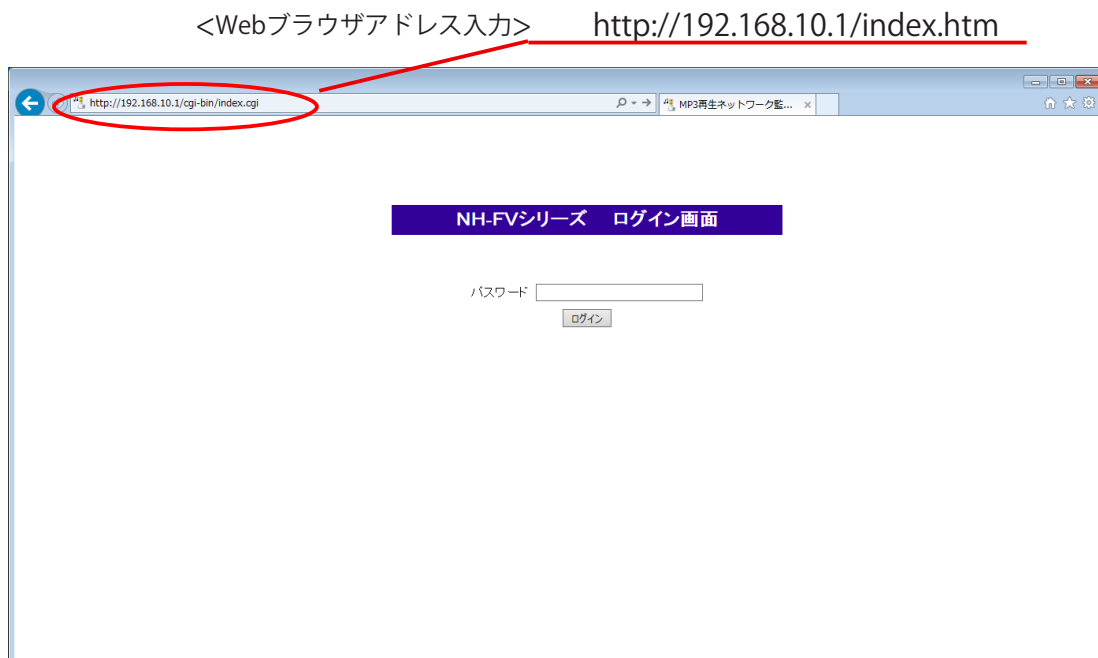 <Webブラウザアドレス入力> http://192.168.10.1/index.htm
http://192.168.10.1/cgi-bin/index.cgi
MP3再生ネットワーク監...
NH-FVシリーズ ログイン画面
パスワード
ログイン